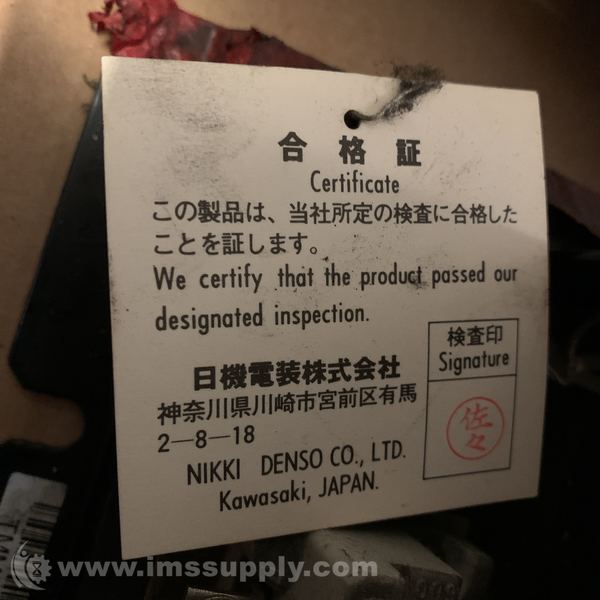 合格証
Certificate
この製品は、当社所定の検査に合格した
ことを証します。
We certify that the product passed our
designated inspection.
検査印
Signature
佐々
日機電装株式会社
神奈川県川崎市宮前区有馬
2-8-18
NIKKI DENSO CO., LTD.
Kawasaki, JAPAN.
www.imssupply.com